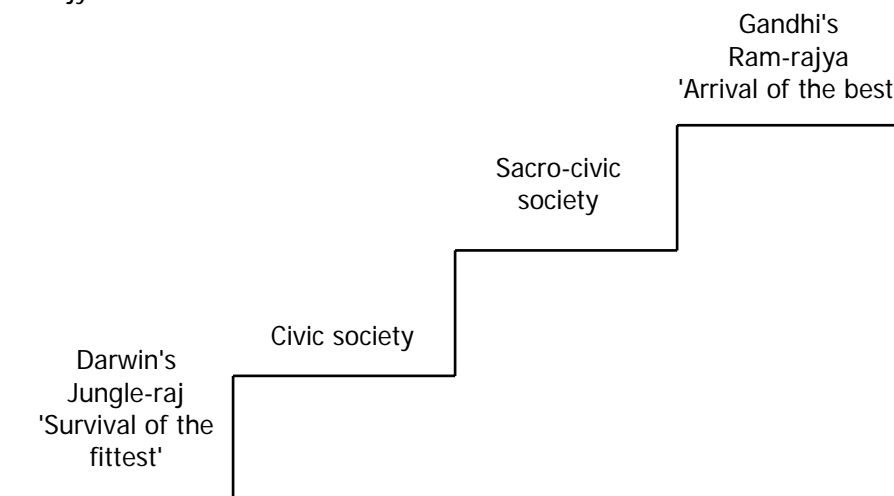 Gandhi's
Ram-rajya
'Arrival of the best
Sacro-civic
society
Civic society
Darwin's
Jungle-raj
'Survival of the
fittest'